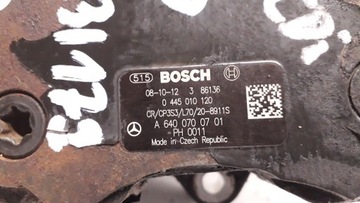 515 BOSCH
08-10-12 3 86136
0 445 010 120
CR/CP3S3/L70/20-8911S
A 640 070 07 01
-PH 0011
Made in Czech Republic
CDI